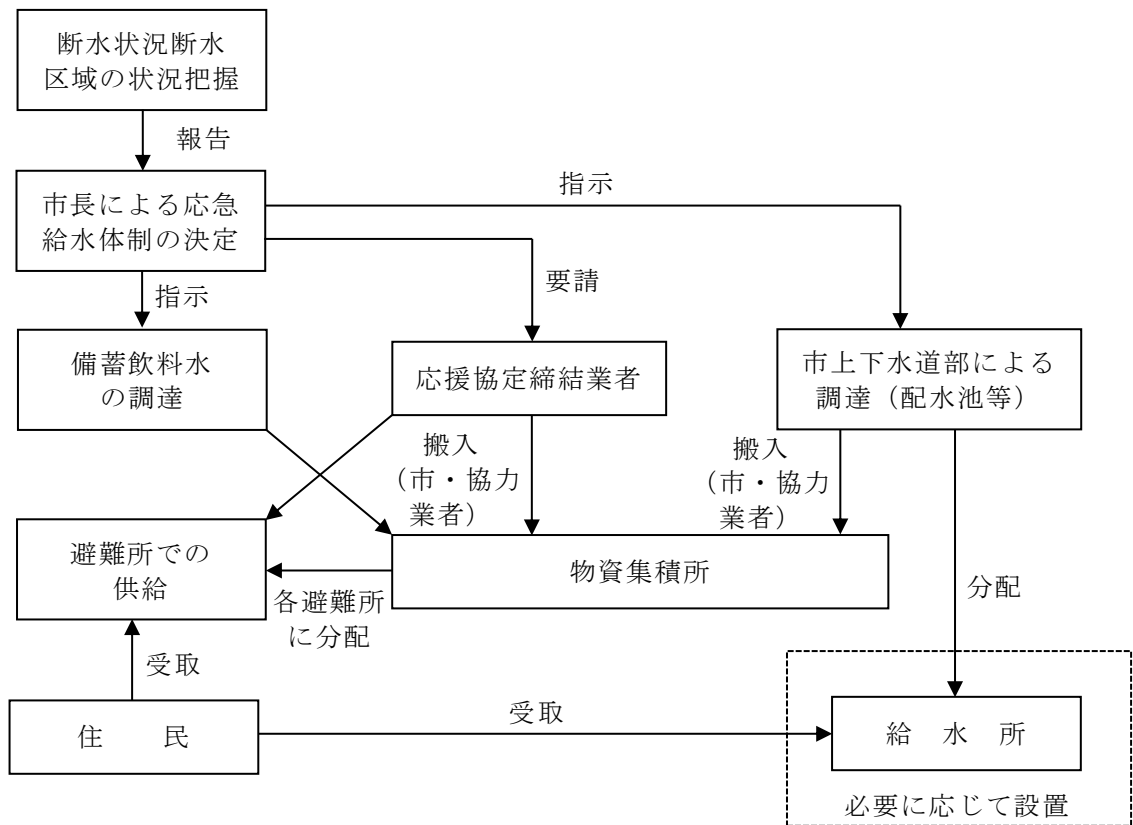 断水状況断水
区域の状況把握
報告
市長による応急
給水体制の決定
指示
指示
要請
備蓄飲料水
の調達
応援協定締結業者
市上下水道部による
調達（配水池等）
搬入
（市・協力
業者）
搬入
（市・協力
業者）
避難所での
供給
物資集積所
各避難所
に分配
分配
受取
住　　民
受取
給　水　所
必要に応じて設置